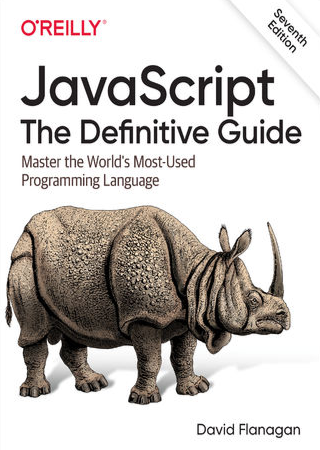 O'REILLY®
Seventh
Edition
JavaScript
The Definitive Guide
Master the World's Most-Used
Programming Language
David Flanagan